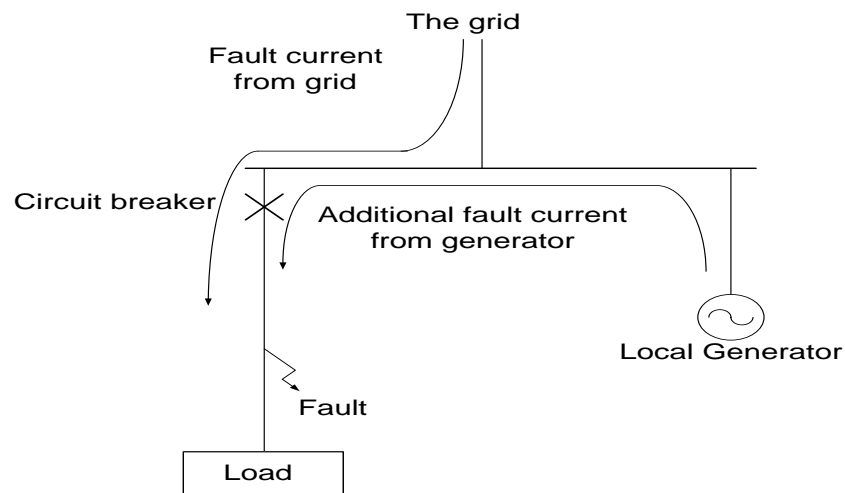 The grid
Fault current
from grid
Circuit breaker
Additional fault current
from generator
Local Generator
Fault
Load